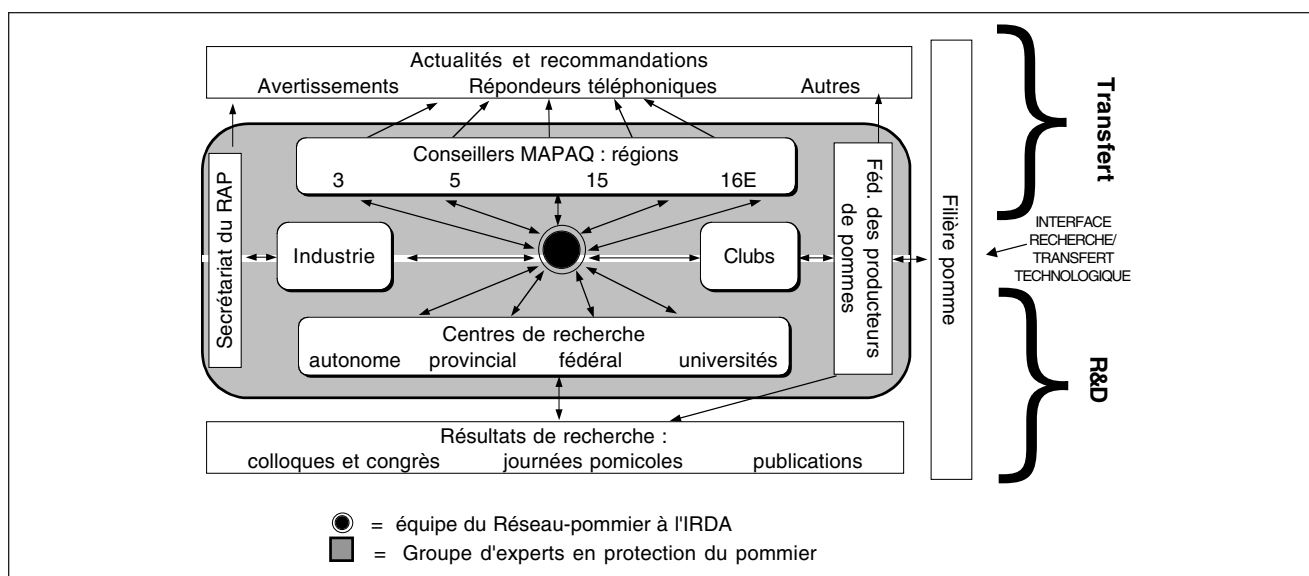 Actualités et recommandations
Avertissements Répondeurs téléphoniques Autres
Conseillers MAPAQ : régions
3 5 15 16E
Secrétariat du RAP
Industrie
Clubs
Féd. des producteurs
de pommes
Filière pomme
Centres de recherche
autonome provincial fédéral universités
Résultats de recherche :
colloques et congrès journées pomicoles publications
Transfert
INTERFACE
RECHERCHE/
TRANSFERT
TECHNOLOGIQUE
R&D
= équipe du Réseau-pommier à l'IRDA
= Groupe d'experts en protection du pommier